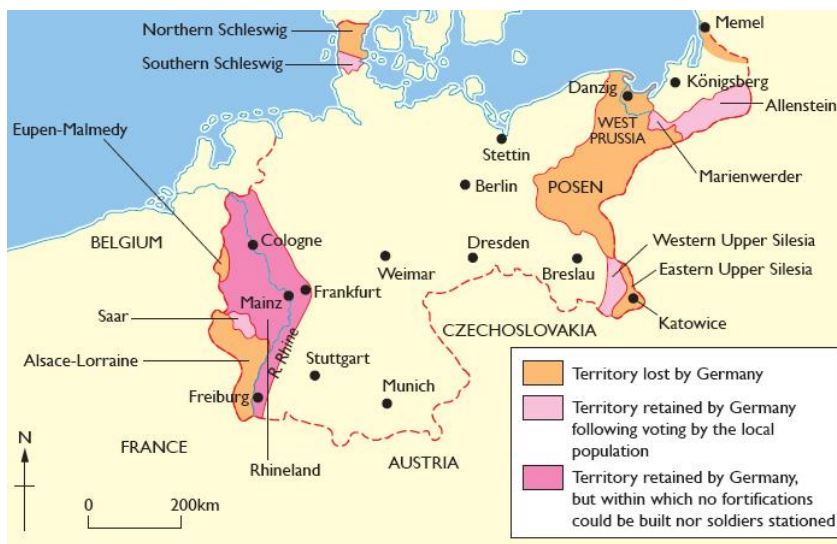 Northern Schleswig
Southern Schleswig
Memel
Danzig
Königsberg
Allenstein
Eupen-Malmedy
WEST
PRUSSIA
Stettin
Marienwerder
POSEN
Berlin
BELGIUM
Cologne
Western Upper Silesia
Dresden
Weimar
Breslau
Eastern Upper Silesia
Frankfurt
Mainz
Saar
Katowice
CZECHOSLOVAKIA
R. Rhine
Alsace-Lorraine
Stuttgart
Freiburg
Munich
N
FRANCE
Rhineland
AUSTRIA
0 200km
Territory lost by Germany
Territory retained by Germany
following voting by the local
population
Territory retained by Germany,
but within which no fortifications
could be built nor soldiers stationed